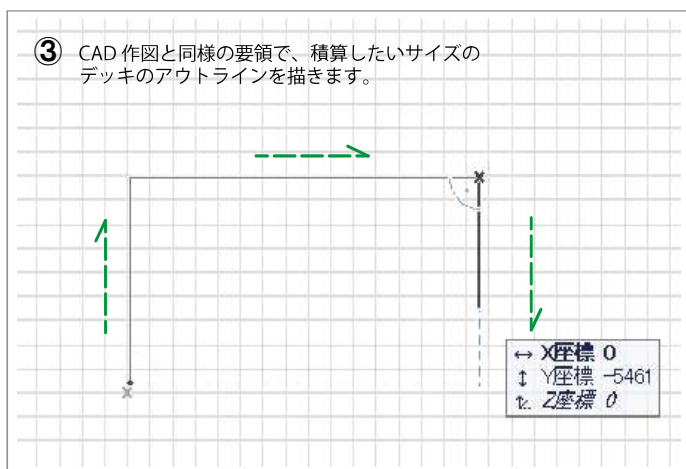 ③ CAD 作図と同様の要領で、積算したいサイズの
デッキのアウトラインを描きます。
↔ X座標 0
↕ Y座標 -5461
Z座標 0